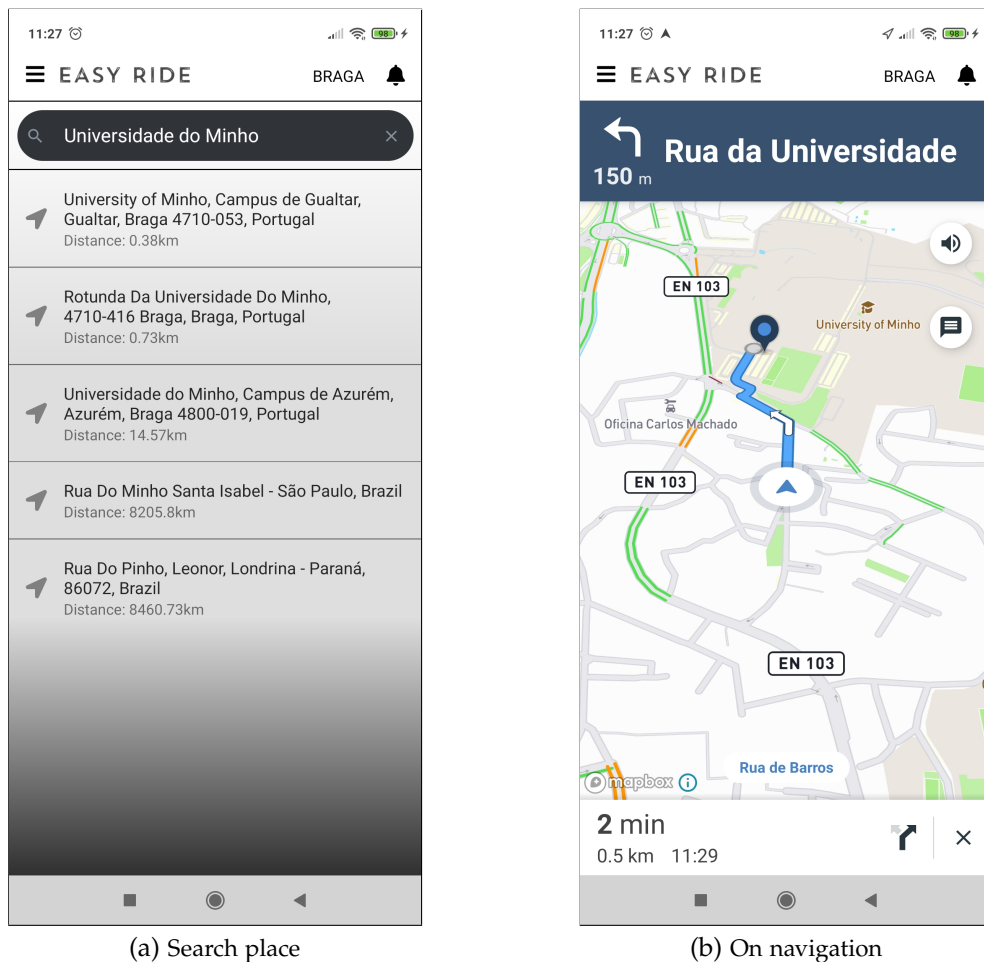 11:27
98
EASY RIDE
BRAGA
Universidade do Minho
University of Minho, Campus de Gualtar,
Gualtar, Braga 4710-053, Portugal
Distance: 0.38km
Rotunda Da Universidade Do Minho,
4710-416 Braga, Braga, Portugal
Distance: 0.73km
Universidade do Minho, Campus de Azurém,
Azurém, Braga 4800-019, Portugal
Distance: 14.57km
Rua Do Minho Santa Isabel - São Paulo, Brazil
Distance: 8205.8km
Rua Do Pinho, Leonor, Londrina - Paraná,
86072, Brazil
Distance: 8460.73km
(a) Search place
11:27
98
EASY RIDE
BRAGA
Rua da Universidade
150 m
EN 103
University of Minho
Oficina Carlos Machado
EN 103
EN 103
Rua de Barros
mapbox
2 min
0.5 km 11:29
(b) On navigation